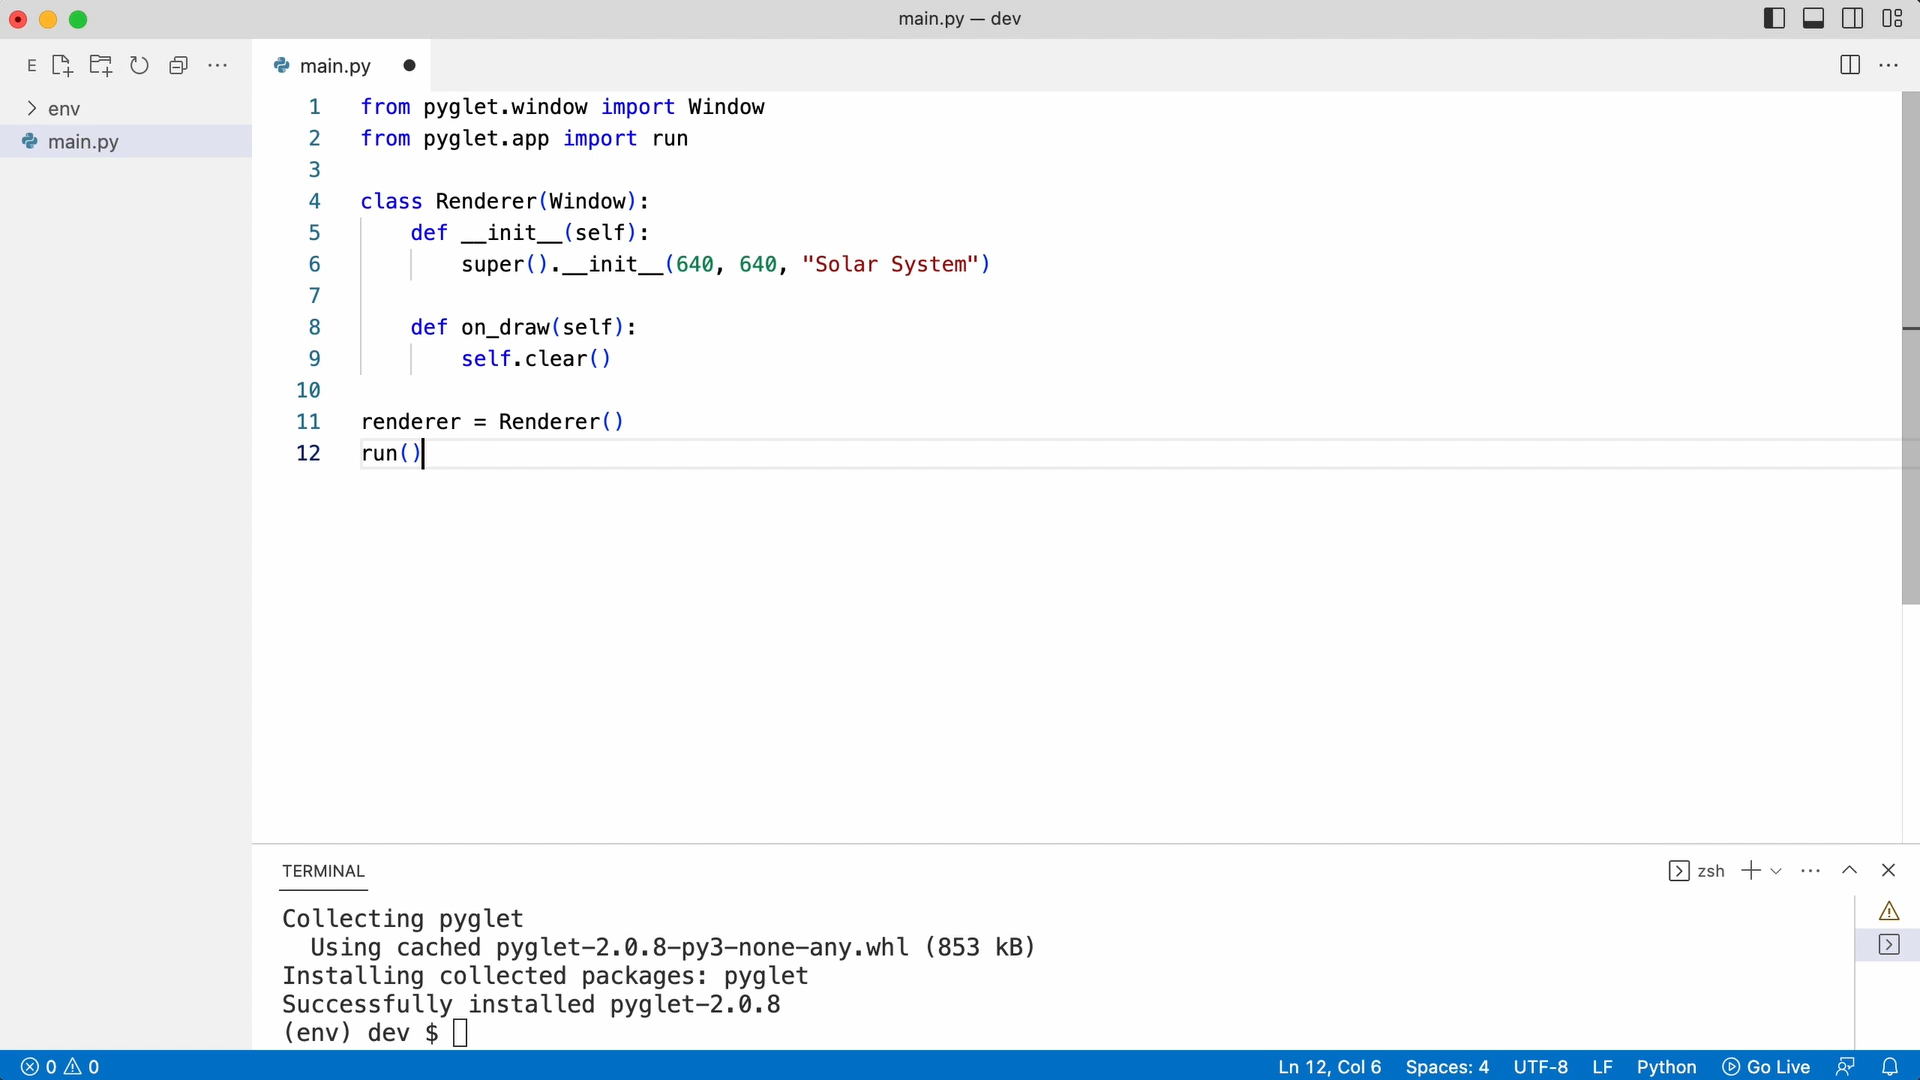 main.py — dev
E
main.py
env
main.py
1 from pyglet.window import Window
2 from pyglet.app import run
3
4 class Renderer(Window):
5     def __init__(self):
6         super().__init__(640, 640, "Solar System")
7
8     def on_draw(self):
9         self.clear()
10
11 renderer = Renderer()
12 run()
TERMINAL
zsh
Collecting pyglet
  Using cached pyglet-2.0.8-py3-none-any.whl (853 kB)
Installing collected packages: pyglet
Successfully installed pyglet-2.0.8
(env) dev $
0 0 Ln 12, Col 6 Spaces: 4 UTF-8 LF Python Go Live